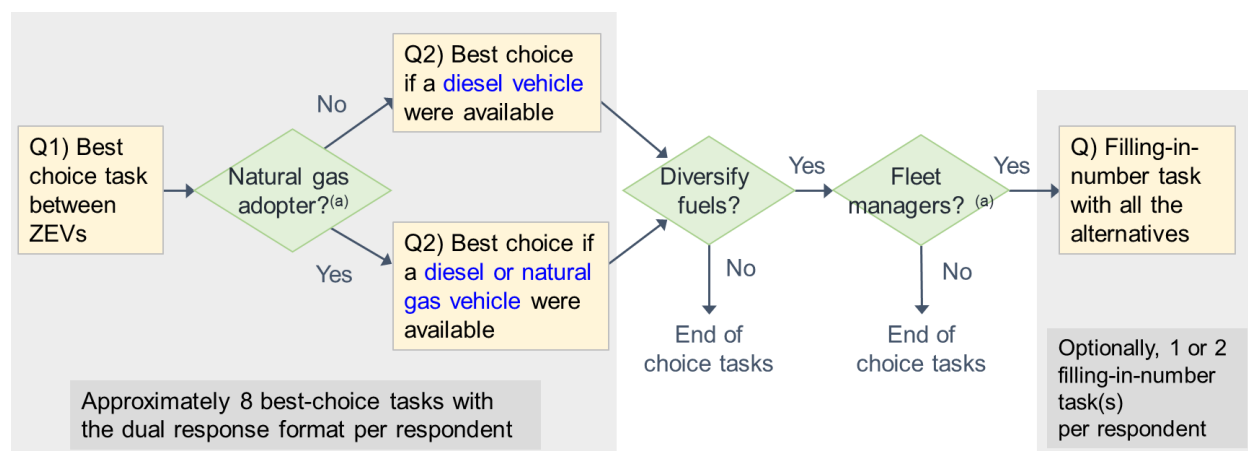 Q1) Best
choice task
between
ZEVs
Natural gas
adopter?(a)
No
Yes
Q2) Best choice
if a diesel vehicle
were available
Q2) Best choice if
a diesel or natural
gas vehicle were
available
Approximately 8 best-choice tasks with
the dual response format per respondent
Diversify
fuels?
Yes
No
End of
choice tasks
Fleet
managers? (a)
Yes
No
End of
choice tasks
Q) Filling-in-
number task
with all the
alternatives
Optionally, 1 or 2
filling-in-number
task(s)
per respondent